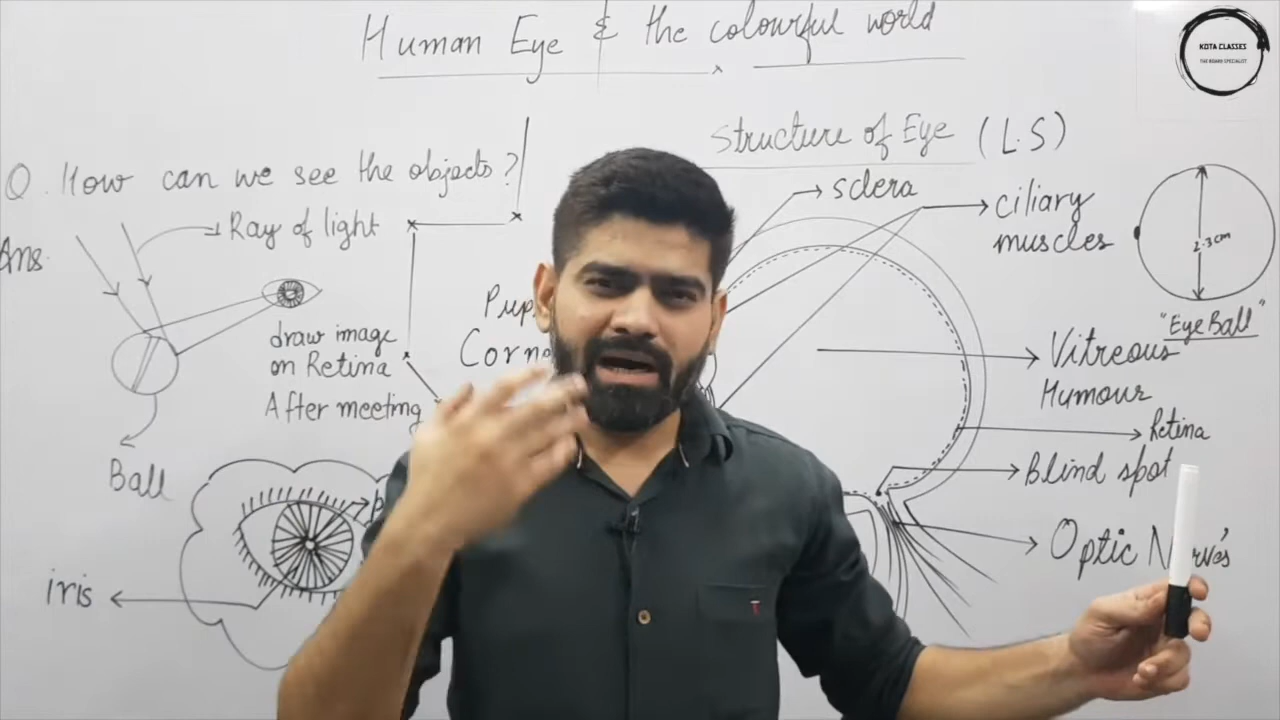 Human Eye & the colourful world
KOTA CLASSES
THE BOARD SPECIALIST
Structure of Eye (L.S)
Q. How can we see the objects?
Ans.
Ray of light
draw image
on Retina
After meeting
Ball
iris
sclera
ciliary
muscles
2.3 cm
"Eye Ball"
Pup
Corn
Vitreous
Humour
Retina
Blind spot
Optic N rve's